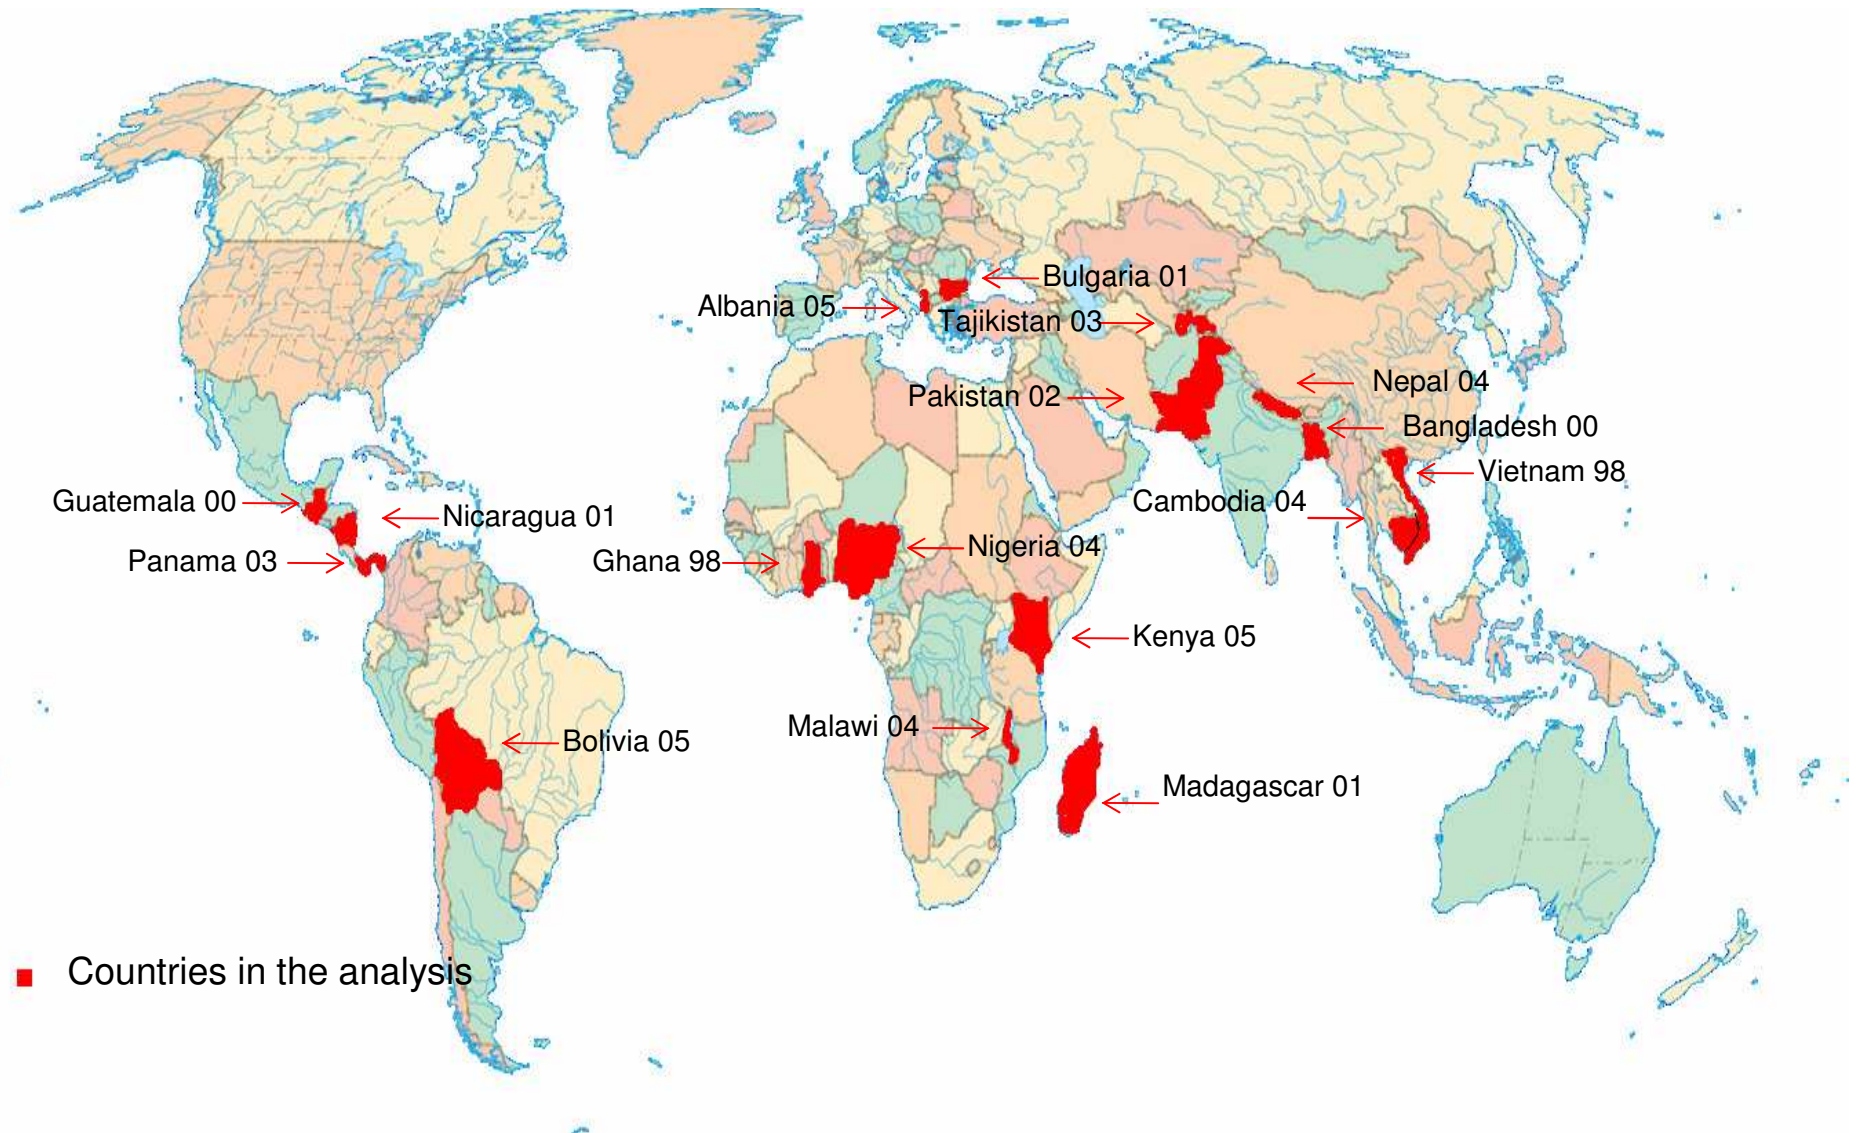 Bulgaria 01
Albania 05
Tajikistan 03
Nepal 04
Pakistan 02
Bangladesh 00
Vietnam 98
Guatemala 00
Cambodia 04
Nicaragua 01
Nigeria 04
Panama 03
Ghana 98
Kenya 05
Malawi 04
Bolivia 05
Madagascar 01
Countries in the analysis